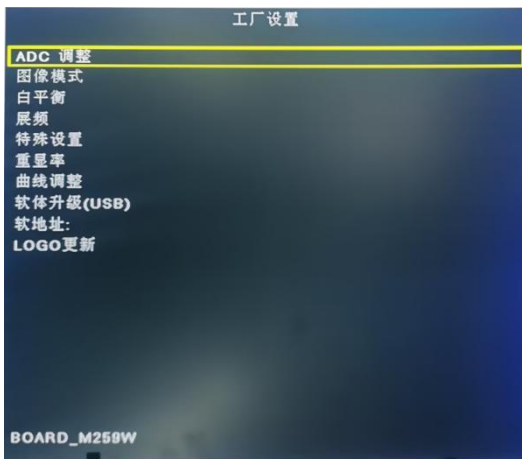 工厂设置
ADC 调整
图像模式
白平衡
展频
特殊设置
重显率
曲线调整
软体升级(USB)
软地址:
LOGO更新
BOARD_M259W